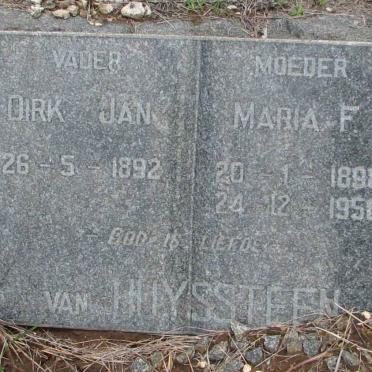 VADER MOEDER
DIRK JAN MARIA F.
26-5-1892 20-1-189
24-12-195
GOD IS LIEFDE
VAN HUYSSTEEN